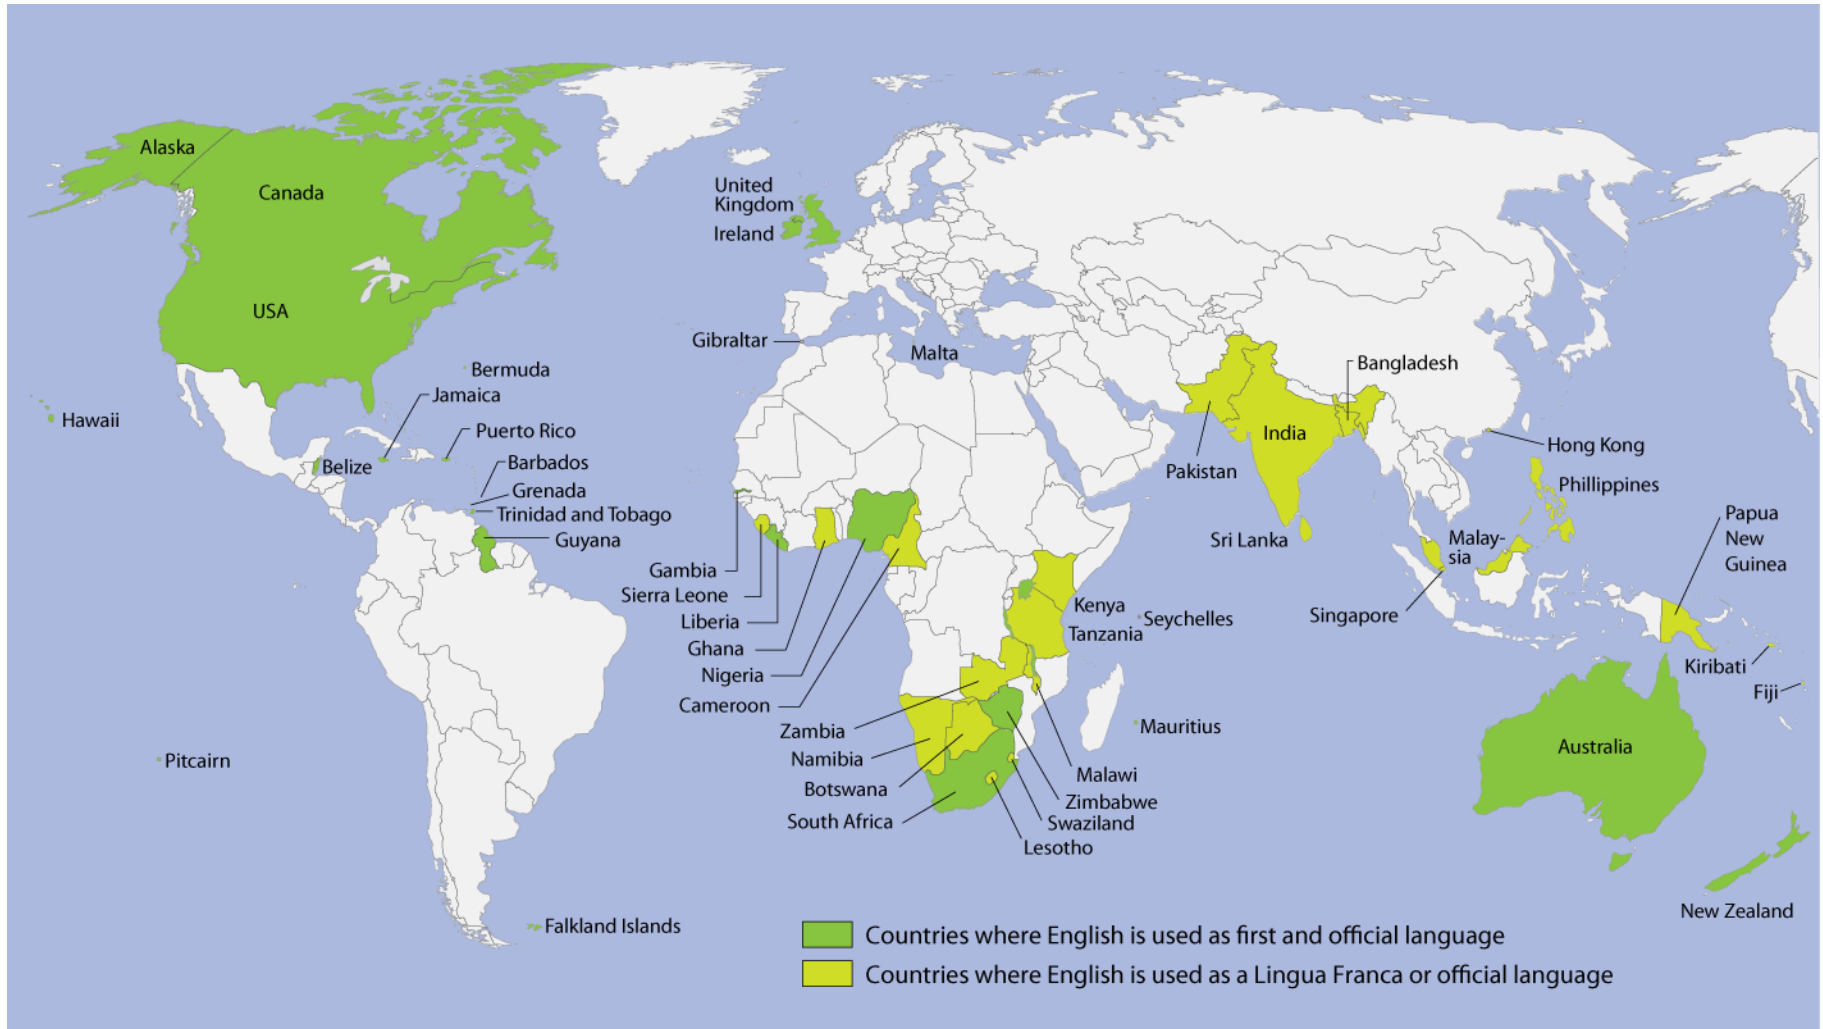 Alaska
Canada
USA
Hawaii
Bermuda
Jamaica
Puerto Rico
Belize
Barbados
Grenada
Trinidad and Tobago
Guyana
Pitcairn
Falkland Islands
United
Kingdom
Ireland
Gibraltar
Malta
Gambia
Sierra Leone
Liberia
Ghana
Nigeria
Cameroon
Zambia
Namibia
Botswana
South Africa
Kenya
Tanzania
Seychelles
Mauritius
Malawi
Zimbabwe
Swaziland
Lesotho
Bangladesh
India
Pakistan
Sri Lanka
Hong Kong
Phillippines
Malay-
sia
Singapore
Papua
New
Guinea
Kiribati
Fiji
Australia
New Zealand
Countries where English is used as first and official language
Countries where English is used as a Lingua Franca or official language